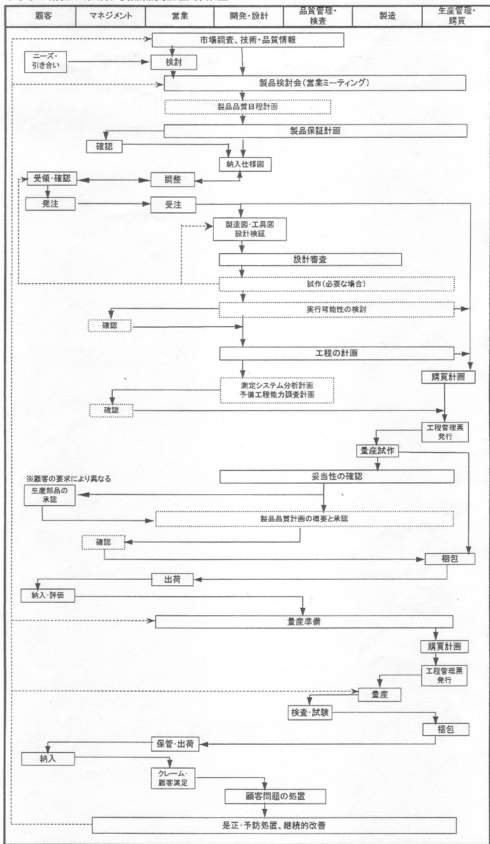 顧客 マネジメント 営業 開発・設計 品質管理・検査 製造 生産管理・購買
市場調査、技術・品質情報
ニーズ・
引き合い
検討
製品検討会(営業ミーティング)
製品品質日程計画
製品保証計画
確認
納入仕様図
受領・確認
調整
発注
受注
製造図・工具図
設計検証
設計審査
試作(必要な場合)
実行可能性の検討
確認
工程の計画
測定システム分析計画
予備工程能力調査計画
購買計画
確認
工程管理票
発行
量産試作
妥当性の確認
※顧客の要求により異なる
生産部品の
承認
製品品質計画の概要と承認
確認
梱包
出荷
納入・評価
量産準備
購買計画
工程管理票
発行
量産
検査・試験
梱包
保管・出荷
納入
クレーム・
顧客満足
顧客問題の処置
是正・予防処置、継続的改善